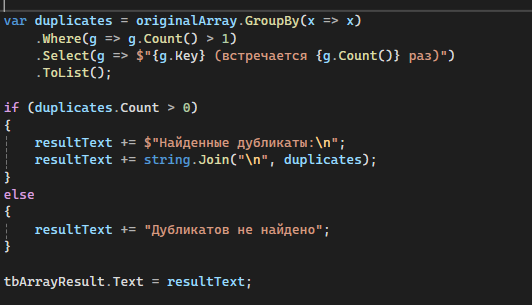 var duplicates = originalArray.GroupBy(x => x)
    .Where(g => g.Count() > 1)
    .Select(g => $"{g.Key} (встречается {g.Count()} раз)")
    .ToList();

if (duplicates.Count > 0)
{
    resultText += $"Найденные дубликаты:\n";
    resultText += string.Join("\n", duplicates);
}
else
{
    resultText += "Дубликатов не найдено";
}

tbArrayResult.Text = resultText;